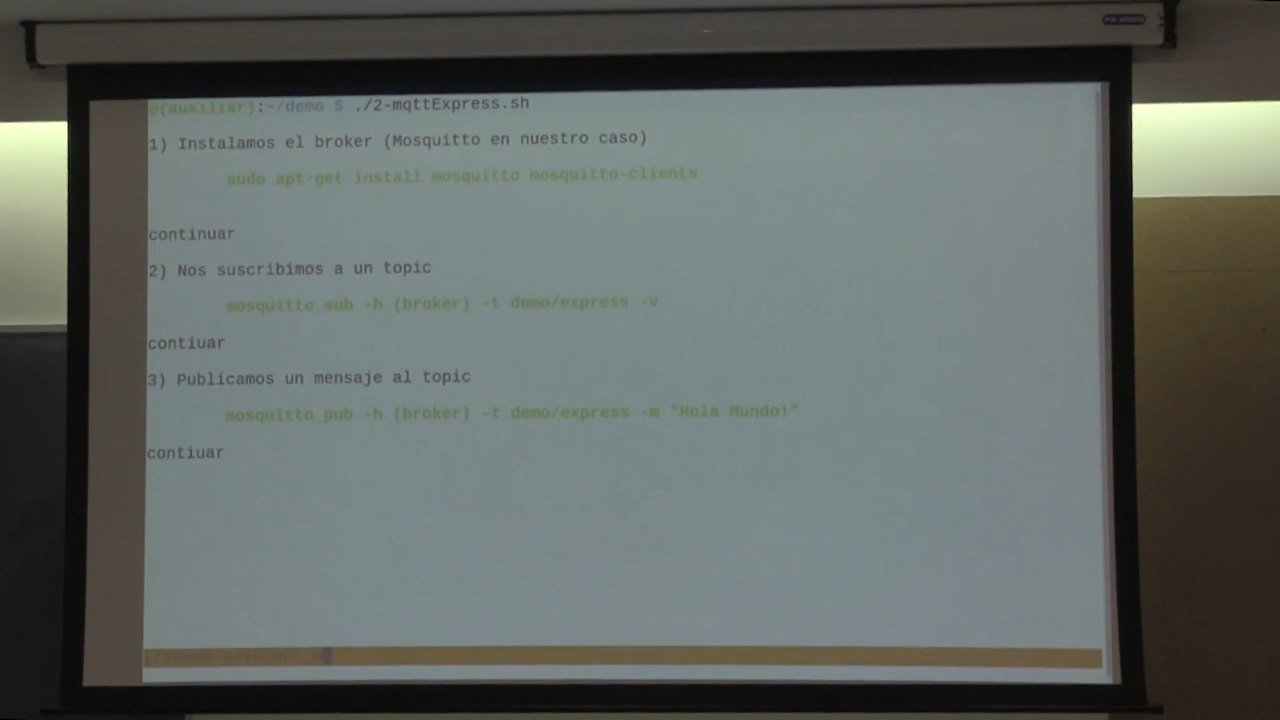 @(auxiliar):~/demo $ ./2-mqttExpress.sh
1) Instalamos el broker (Mosquitto en nuestro caso)
sudo apt-get install mosquitto mosquitto-clients
continuar
2) Nos suscribimos a un topic
mosquitto_sub -h (broker) -t demo/express -v
contiuar
3) Publicamos un mensaje al topic
mosquitto_pub -h (broker) -t demo/express -m "Hola Mundo!"
contiuar